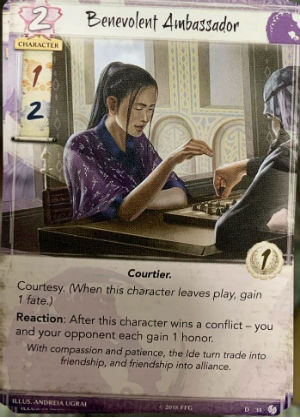 2
Benevolent Ambassador
CHARACTER
1
2
1
Courtier.
Courtesy. (When this character leaves play, gain
1 fate.)
Reaction: After this character wins a conflict – you
and your opponent each gain 1 honor.
With compassion and patience, the Ide turn trade into
friendship, and friendship into alliance.
ILLUS. ANDREIA UGRAI
© 2018 FFG